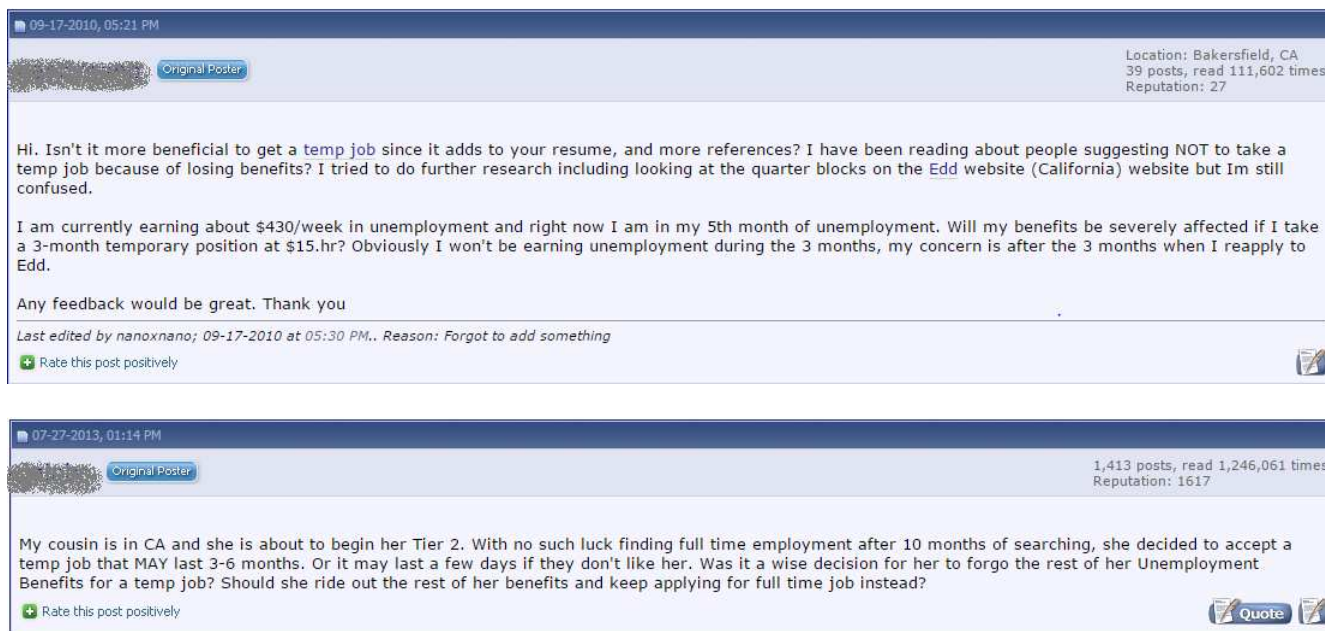 09-17-2010, 05:21 PM
Original Poster
Location: Bakersfield, CA
39 posts, read 111,602 times
Reputation: 27
Hi. Isn't it more beneficial to get a temp job since it adds to your resume, and more references? I have been reading about people suggesting NOT to take a
temp job because of losing benefits? I tried to do further research including looking at the quarter blocks on the Edd website (California) website but Im still
confused.
I am currently earning about $430/week in unemployment and right now I am in my 5th month of unemployment. Will my benefits be severely affected if I take
a 3-month temporary position at $15.hr? Obviously I won't be earning unemployment during the 3 months, my concern is after the 3 months when I reapply to
Edd.
Any feedback would be great. Thank you
Last edited by nanoxnano; 09-17-2010 at 05:30 PM.. Reason: Forgot to add something
Rate this post positively
07-27-2013, 01:14 PM
Original Poster
1,413 posts, read 1,246,061 times
Reputation: 1617
My cousin is in CA and she is about to begin her Tier 2. With no such luck finding full time employment after 10 months of searching, she decided to accept a
temp job that MAY last 3-6 months. Or it may last a few days if they don't like her. Was it a wise decision for her to forgo the rest of her Unemployment
Benefits for a temp job? Should she ride out the rest of her benefits and keep applying for full time job instead?
Rate this post positively
Quote